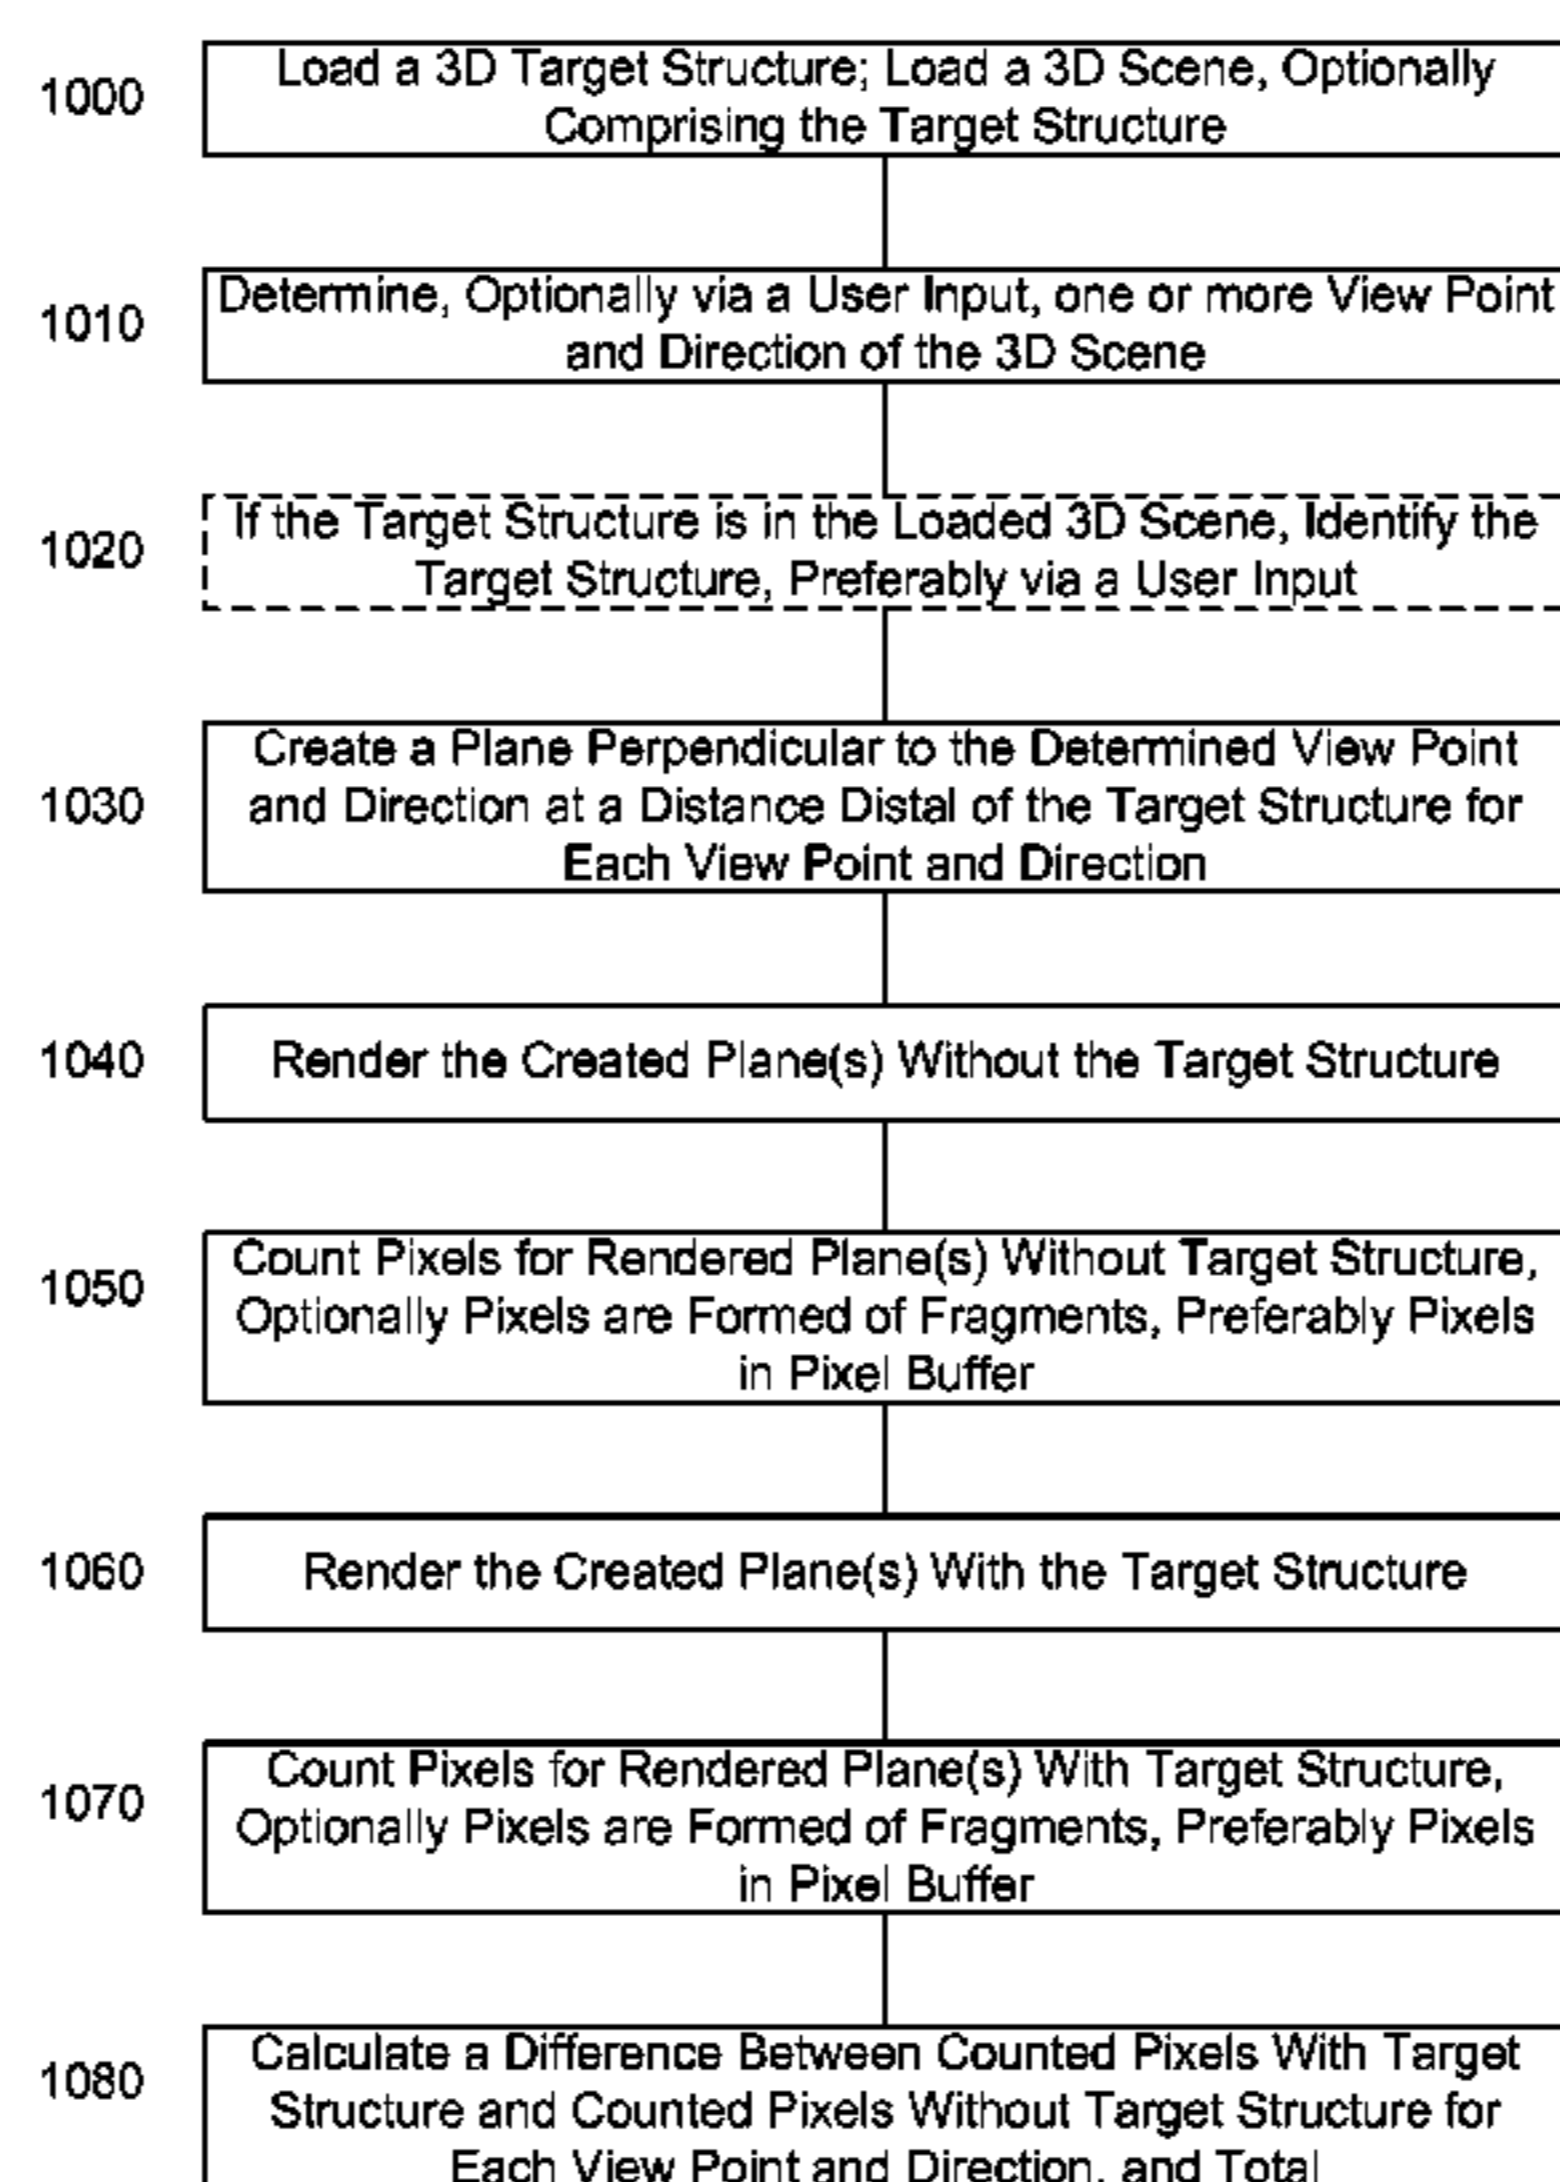 1000
Load a 3D Target Structure; Load a 3D Scene, Optionally
Comprising the Target Structure
1010
Determine, Optionally via a User Input, one or more View Point
and Direction of the 3D Scene
1020
If the Target Structure is in the Loaded 3D Scene, Identify the
Target Structure, Preferably via a User Input
1030
Create a Plane Perpendicular to the Determined View Point
and Direction at a Distance Distal of the Target Structure for
Each View Point and Direction
1040
Render the Created Plane(s) Without the Target Structure
1050
Count Pixels for Rendered Plane(s) Without Target Structure,
Optionally Pixels are Formed of Fragments, Preferably Pixels
in Pixel Buffer
1060
Render the Created Plane(s) With the Target Structure
1070
Count Pixels for Rendered Plane(s) With Target Structure,
Optionally Pixels are Formed of Fragments, Preferably Pixels
in Pixel Buffer
1080
Calculate a Difference Between Counted Pixels With Target
Structure and Counted Pixels Without Target Structure for
Each View Point and Direction, and Total